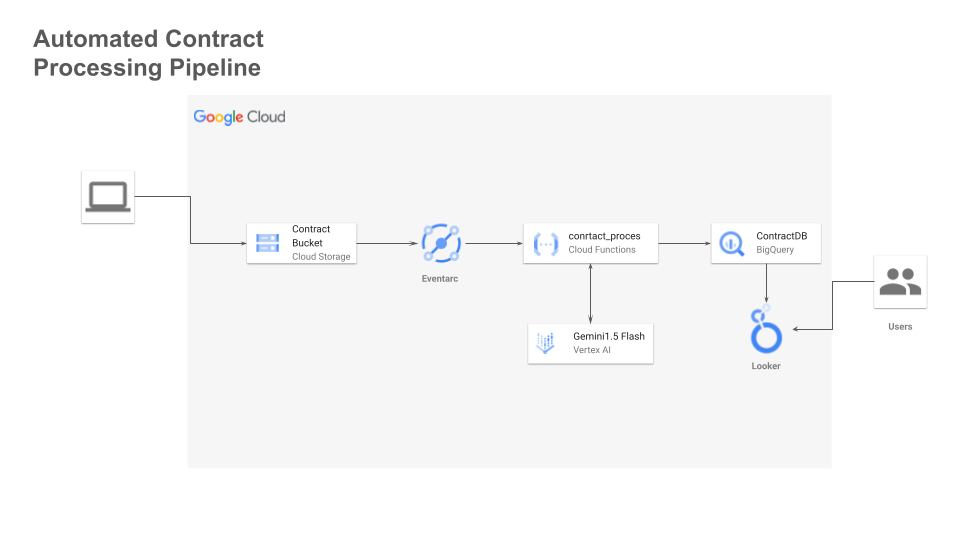 Automated Contract
Processing Pipeline
Google Cloud
Contract
Bucket
Cloud Storage
Eventarc
conrtact_proces
Cloud Functions
ContractDB
BigQuery
Gemini1.5 Flash
Vertex AI
Looker
Users